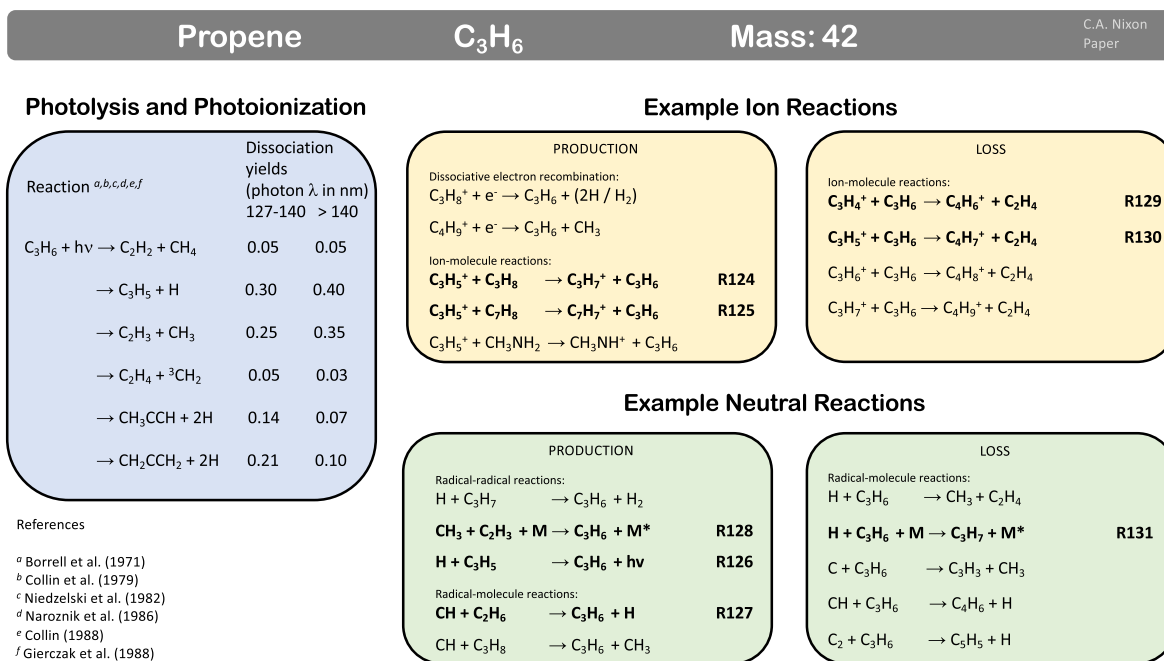 Propene C₃H₆ Mass: 42 C.A. Nixon
Paper
Photolysis and Photoionization
Dissociation
yields
Reaction a,b,c,d,e,f (photon λ in nm)
127-140 > 140
C₃H₆ + hν → C₂H₂ + CH₄ 0.05 0.05
→ C₃H₅ + H 0.30 0.40
→ C₂H₃ + CH₃ 0.25 0.35
→ C₂H₄ + ³CH₂ 0.05 0.03
→ CH₃CCH + 2H 0.14 0.07
→ CH₂CCH₂ + 2H 0.21 0.10
References
a Borrell et al. (1971)
b Collin et al. (1979)
c Niedzelski et al. (1982)
d Naroznik et al. (1986)
e Collin (1988)
f Gierczak et al. (1988)
Example Ion Reactions
PRODUCTION
Dissociative electron recombination:
C₃H₈⁺ + e⁻ → C₃H₆ + (2H / H₂)
C₄H₉⁺ + e⁻ → C₃H₆ + CH₃
Ion-molecule reactions:
C₃H₅⁺ + C₃H₈ → C₃H₇⁺ + C₃H₆ R124
C₃H₅⁺ + C₇H₈ → C₇H₇⁺ + C₃H₆ R125
C₃H₅⁺ + CH₃NH₂ → CH₃NH⁺ + C₃H₆
LOSS
Ion-molecule reactions:
C₃H₄⁺ + C₃H₆ → C₄H₆⁺ + C₂H₄ R129
C₃H₅⁺ + C₃H₆ → C₄H₇⁺ + C₂H₄ R130
C₃H₆⁺ + C₃H₆ → C₄H₈⁺ + C₂H₄
C₃H₇⁺ + C₃H₆ → C₄H₉⁺ + C₂H₄
Example Neutral Reactions
PRODUCTION
Radical-radical reactions:
H + C₃H₇ → C₃H₆ + H₂
CH₃ + C₂H₃ + M → C₃H₆ + M* R128
H + C₃H₅ → C₃H₆ + hν R126
Radical-molecule reactions:
CH + C₂H₆ → C₃H₆ + H R127
CH + C₃H₈ → C₃H₆ + CH₃
LOSS
Radical-molecule reactions:
H + C₃H₆ → CH₃ + C₂H₄
H + C₃H₆ + M → C₃H₇ + M* R131
C + C₃H₆ → C₃H₃ + CH₃
CH + C₃H₆ → C₄H₆ + H
C₂ + C₃H₆ → C₅H₅ + H